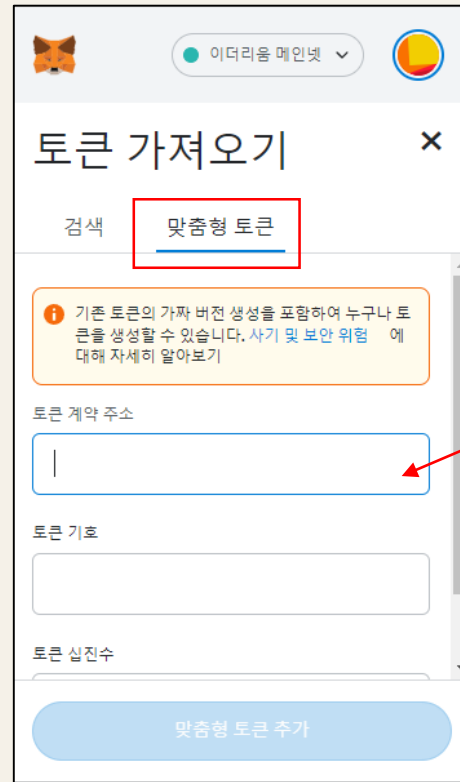 이더리움 메인넷
토큰 가져오기
검색
맞춤형 토큰
기존 토큰의 가짜 버전 생성을 포함하여 누구나 토
큰을 생성할 수 있습니다. 사기 및 보안 위험 에
대해 자세히 알아보기
토큰 계약 주소
토큰 기호
토큰 십진수
맞춤형 토큰 추가